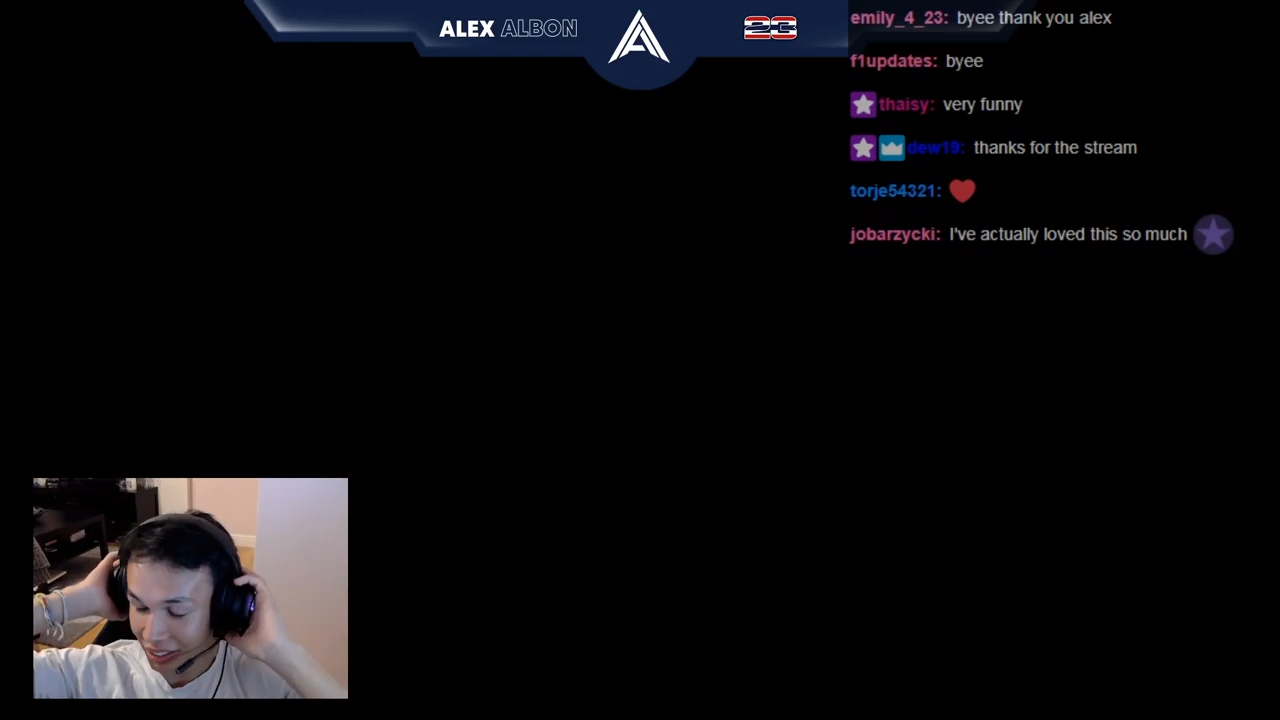 ALEX ALBON
23
emily_4_23: byee thank you alex
f1updates: byee
thaisy: very funny
dew19: thanks for the stream
torje54321:
jobarzycki: I've actually loved this so much